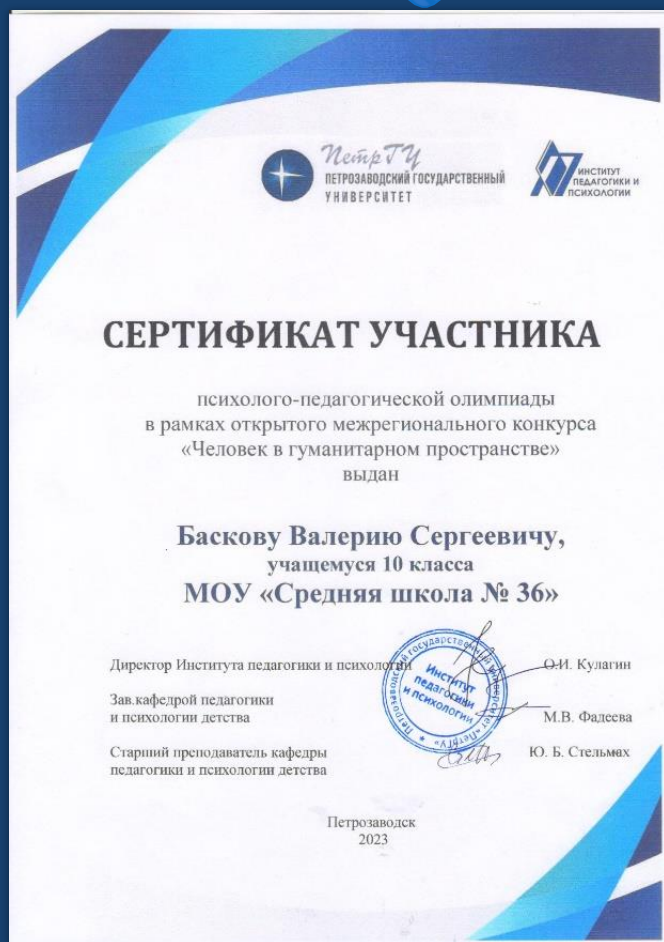 ПетрГУ
ПЕТРОЗАВОДСКИЙ ГОСУДАРСТВЕННЫЙ
УНИВЕРСИТЕТ
ИНСТИТУТ
ПЕДАГОГИКИ И
ПСИХОЛОГИИ
СЕРТИФИКАТ УЧАСТНИКА
психолого-педагогической олимпиады
в рамках открытого межрегионального конкурса
«Человек в гуманитарном пространстве»
выдан
Баскову Валерию Сергеевичу,
учащемуся 10 класса
МОУ «Средняя школа № 36»
Директор Института педагогики и психологии
О.И. Кулагин
Зав.кафедрой педагогики
и психологии детства
М.В. Фадеева
Старший преподаватель кафедры
педагогики и психологии детства
Ю. Б. Стельмах
Институт
педагогики
и психологии
Петрозаводск
2023